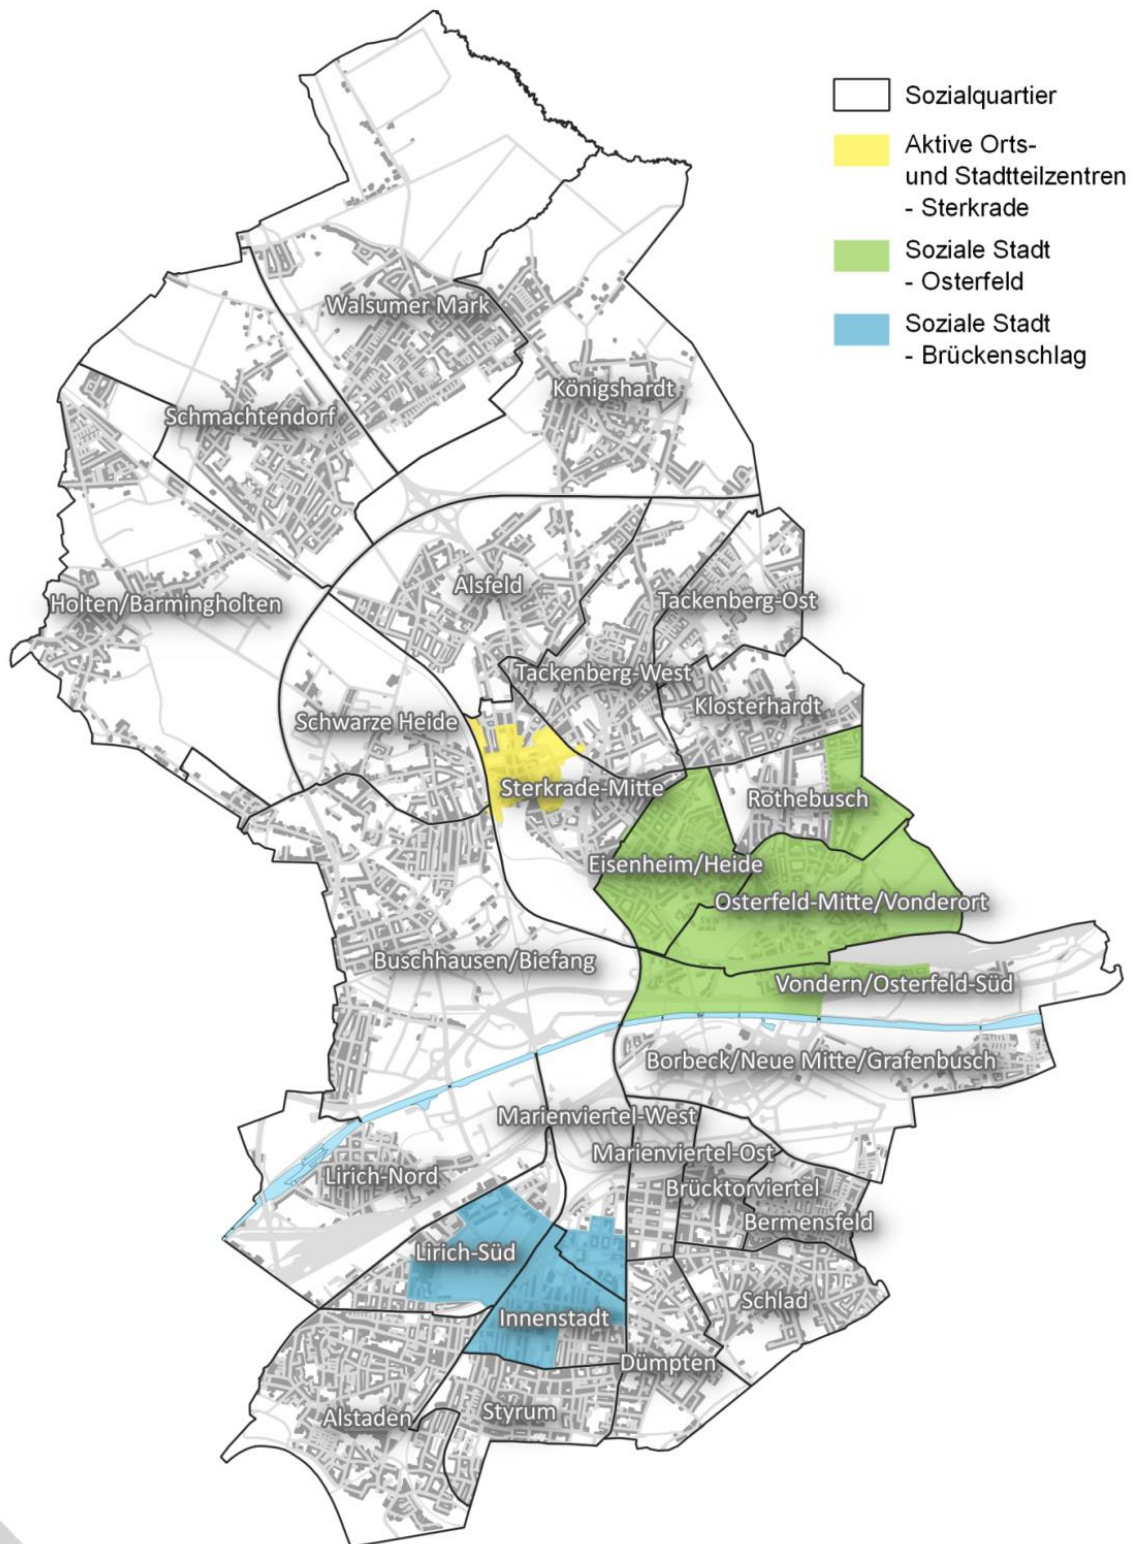 Sozialquartier
Aktive Orts-
und Stadtteilzentren
- Sterkrade
Soziale Stadt
- Osterfeld
Soziale Stadt
- Brückenschlag
Walsumer Mark
Königshardt
Schmachtendorf
Alsfeld
Tackenberg-Ost
Holten/Barmingholten
Tackenberg-West
Klosterhardt
Schwarze Heide
Sterkrade-Mitte
Rothebusch
Eisenheim/Heide
Osterfeld-Mitte/Vonderort
Buschhausen/Biefang
Vondern/Osterfeld-Süd
Borbeck/Neue Mitte/Grafenbusch
Marienviertel-West
Marienviertel-Ost
Lirich-Nord
Brücktorviertel
Bermensfeld
Lirich-Süd
Schlad
Innenstadt
Dümpten
Alstaden
Styrum